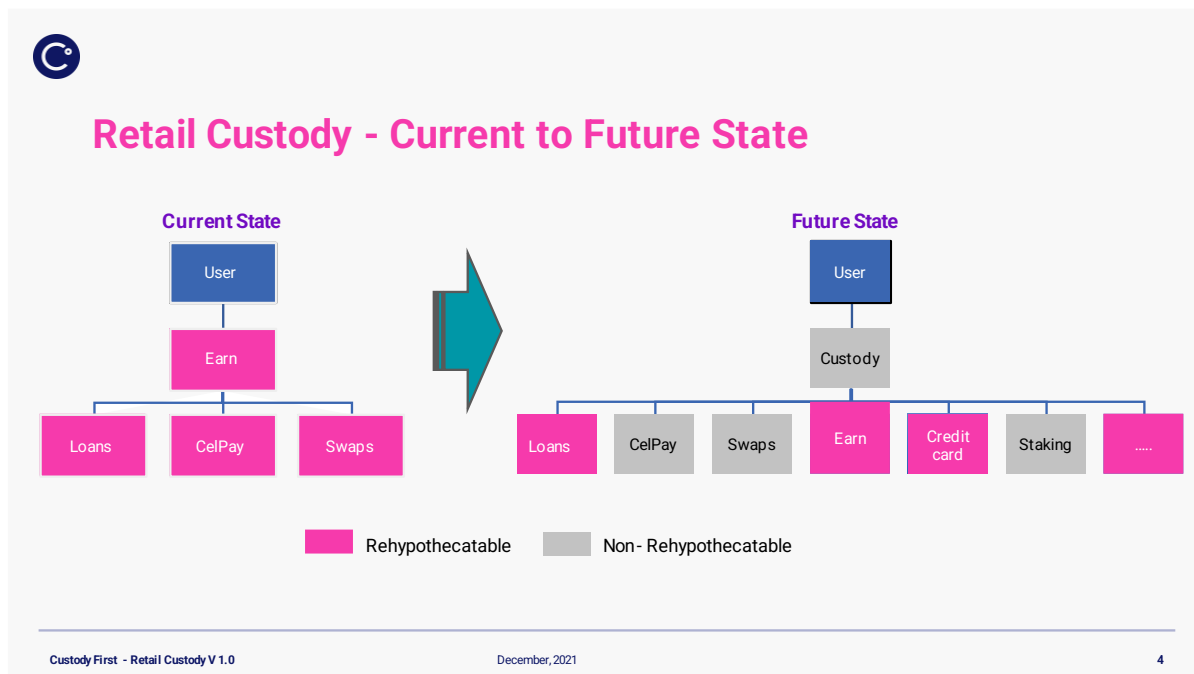 Retail Custody - Current to Future State
Current State
User
Earn
Loans
CelPay
Swaps
Future State
User
Custody
Loans
CelPay
Swaps
Earn
Credit
card
Staking
.....
Rehypothecatable
Non- Rehypothecatable
Custody First - Retail Custody V 1.0
December, 2021
4